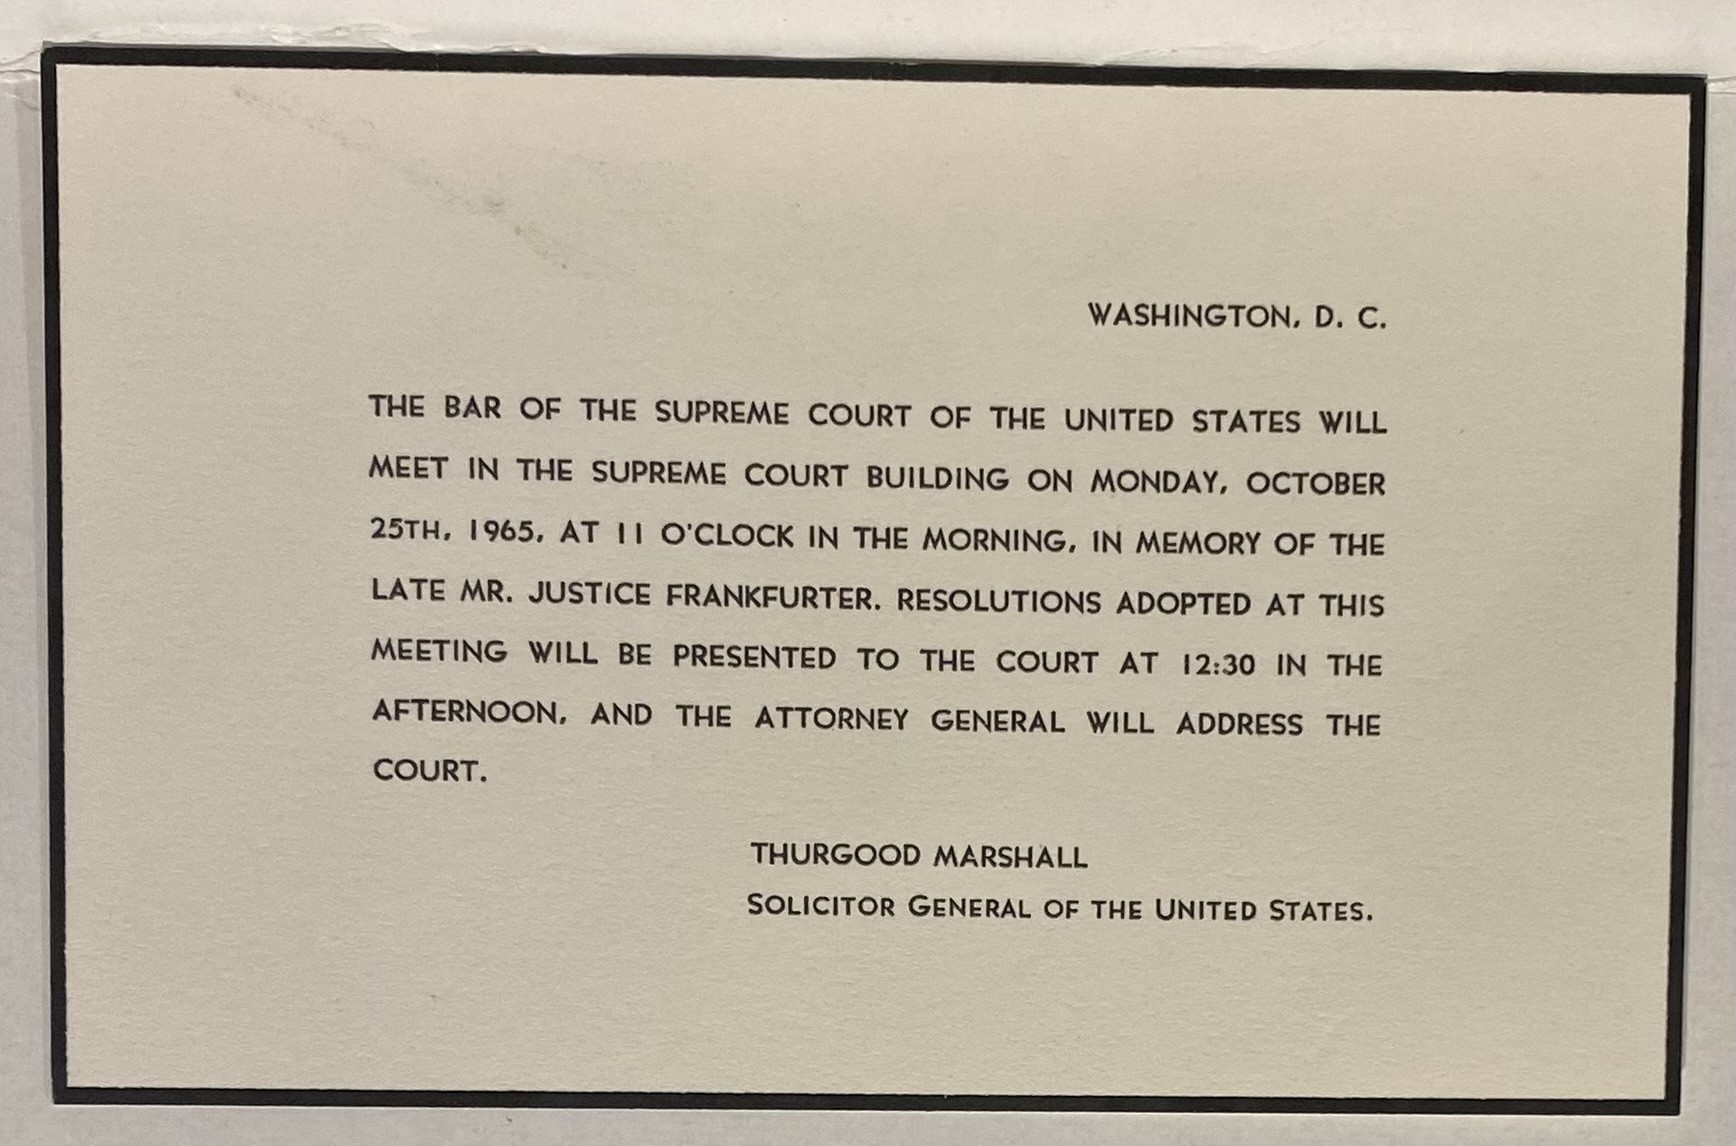 WASHINGTON, D. C.
THE BAR OF THE SUPREME COURT OF THE UNITED STATES WILL
MEET IN THE SUPREME COURT BUILDING ON MONDAY, OCTOBER
25TH, 1965, AT 11 O'CLOCK IN THE MORNING, IN MEMORY OF THE
LATE MR. JUSTICE FRANKFURTER. RESOLUTIONS ADOPTED AT THIS
MEETING WILL BE PRESENTED TO THE COURT AT 12:30 IN THE
AFTERNOON, AND THE ATTORNEY GENERAL WILL ADDRESS THE
COURT.
THURGOOD MARSHALL
SOLICITOR GENERAL OF THE UNITED STATES.